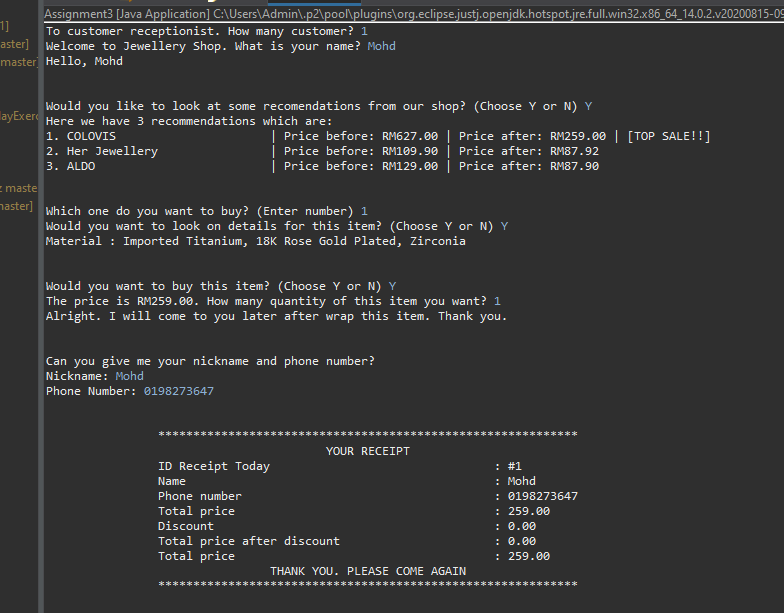 Assignment3 [Java Application] C:\Users\Admin\.p2\pool\plugins\org.eclipse.justj.openjdk.hotspot.jre.full.win32.x86_64_14.0.2.v20200815-09
1]
aster]
master]
layExerc
z maste
naster]
To customer receptionist. How many customer? 1
Welcome to Jewellery Shop. What is your name? Mohd
Hello, Mohd
Would you like to look at some recomendations from our shop? (Choose Y or N) Y
Here we have 3 recommendations which are:
1. COLOVIS | Price before: RM627.00 | Price after: RM259.00 | [TOP SALE!!]
2. Her Jewellery | Price before: RM109.90 | Price after: RM87.92
3. ALDO | Price before: RM129.00 | Price after: RM87.90
Which one do you want to buy? (Enter number) 1
Would you want to look on details for this item? (Choose Y or N) Y
Material : Imported Titanium, 18K Rose Gold Plated, Zirconia
Would you want to buy this item? (Choose Y or N) Y
The price is RM259.00. How many quantity of this item you want? 1
Alright. I will come to you later after wrap this item. Thank you.
Can you give me your nickname and phone number?
Nickname: Mohd
Phone Number: 0198273647
************************************************************
YOUR RECEIPT
ID Receipt Today : #1
Name : Mohd
Phone number : 0198273647
Total price : 259.00
Discount : 0.00
Total price after discount : 0.00
Total price : 259.00
THANK YOU. PLEASE COME AGAIN
************************************************************